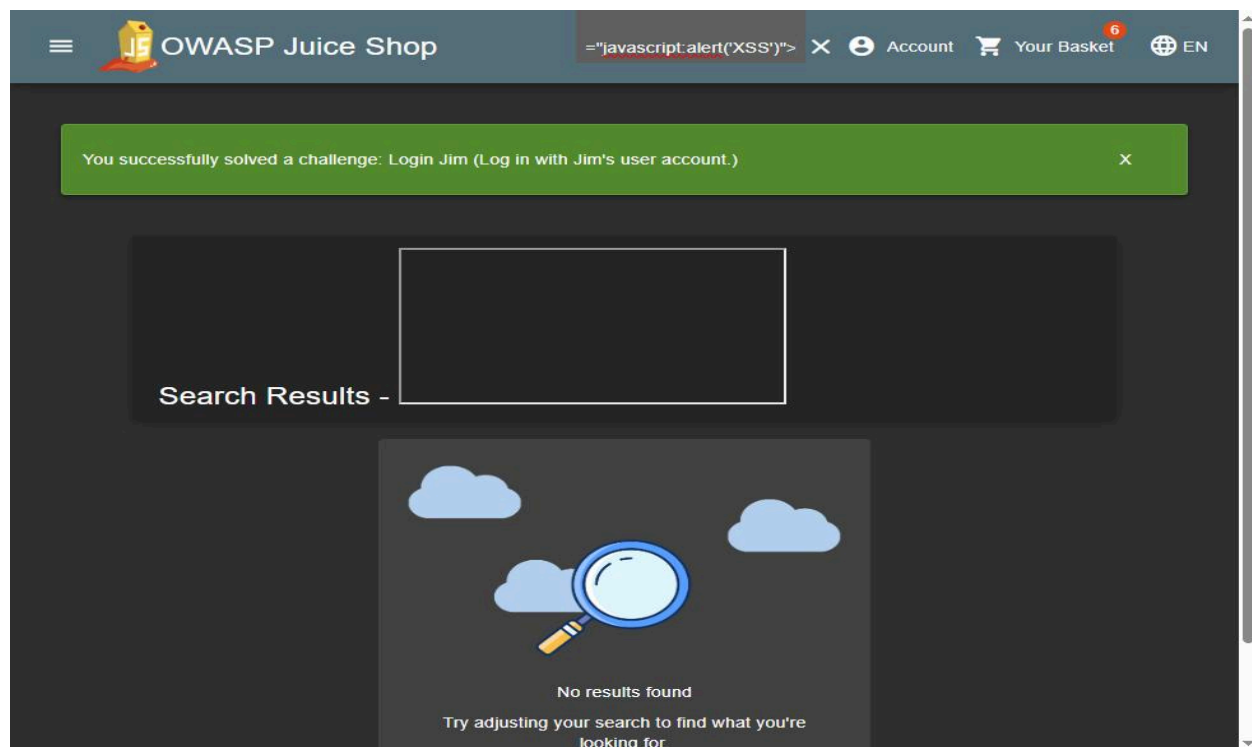 OWASP Juice Shop
="javascript:alert('XSS')">
Account
Your Basket
6
EN
You successfully solved a challenge: Login Jim (Log in with Jim's user account.)
X
Search Results -
No results found
Try adjusting your search to find what you're
looking for